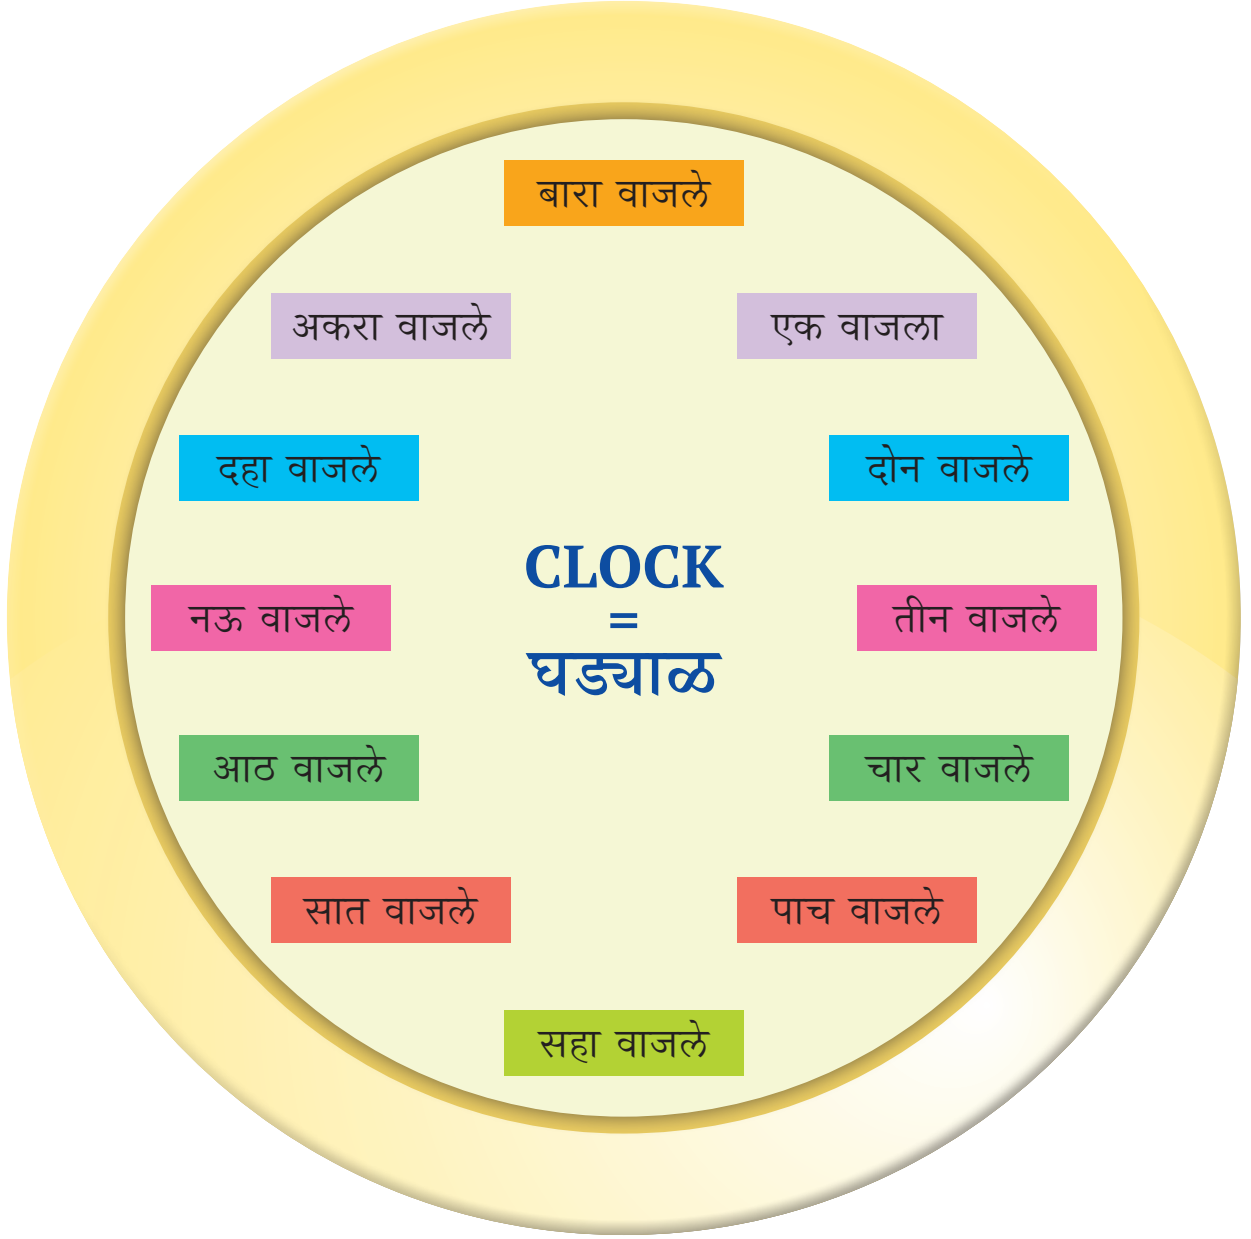 बारा वाजले
अकरा वाजले
एक वाजला
दहा वाजले
दोन वाजले
CLOCK
=
घड्याळ
नऊ वाजले
तीन वाजले
आठ वाजले
चार वाजले
सात वाजले
पाच वाजले
सहा वाजले